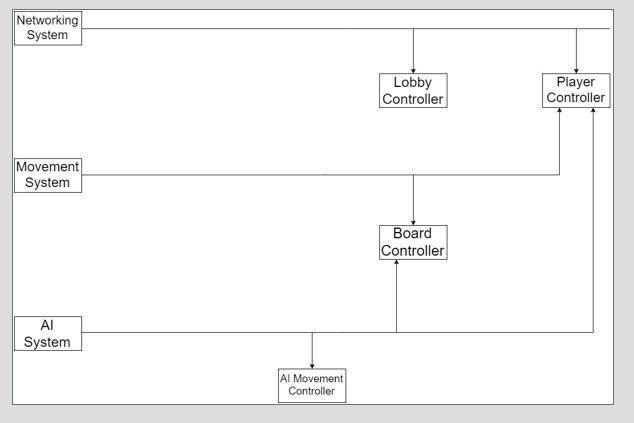 Networking
System
Lobby
Controller
Player
Controller
Movement
System
Board
Controller
AI
System
AI Movement
Controller